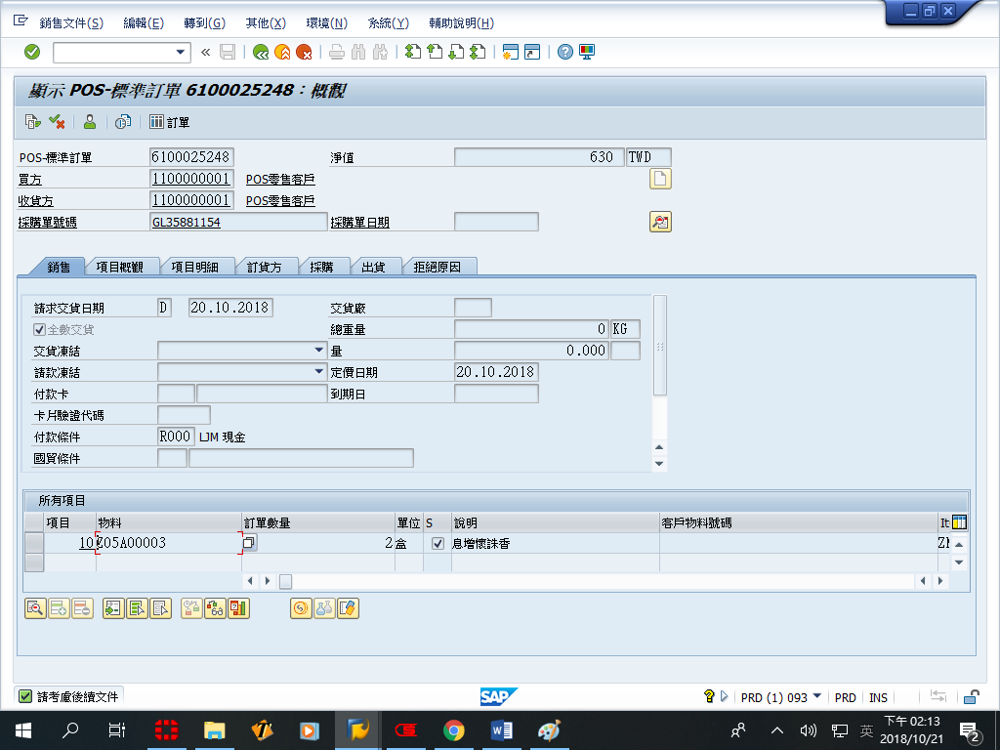 銷售文件(S) 編輯(E) 轉到(G) 其他(X) 環境(N) 系統(Y) 輔助說明(H)
顯示 POS-標準訂單 6100025248：概觀
訂單
POS-標準訂單 6100025248 淨值 630 TWD
買方 1100000001 POS零售客戶
收貨方 1100000001 POS零售客戶
採購單號碼 GL35881154 採購單日期
銷售 項目概觀 項目明細 訂貨方 採購 出貨 拒絕原因
請求交貨日期 D 20.10.2018 交貨廠
全數交貨 總重量 0 KG
交貨凍結 量 0.000
請款凍結 定價日期 20.10.2018
付款卡 到期日
卡片驗證代碼
付款條件 R000 LJM 現金
國貿條件
所有項目
項目 物料 訂單數量 單位 S 說明 客戶物料號碼 It
10 Z05A00003 2 盒 息增懷誅香
請考慮後續文件 SAP PRD (1) 093 PRD INS
英 下午 02:13
2018/10/21 2